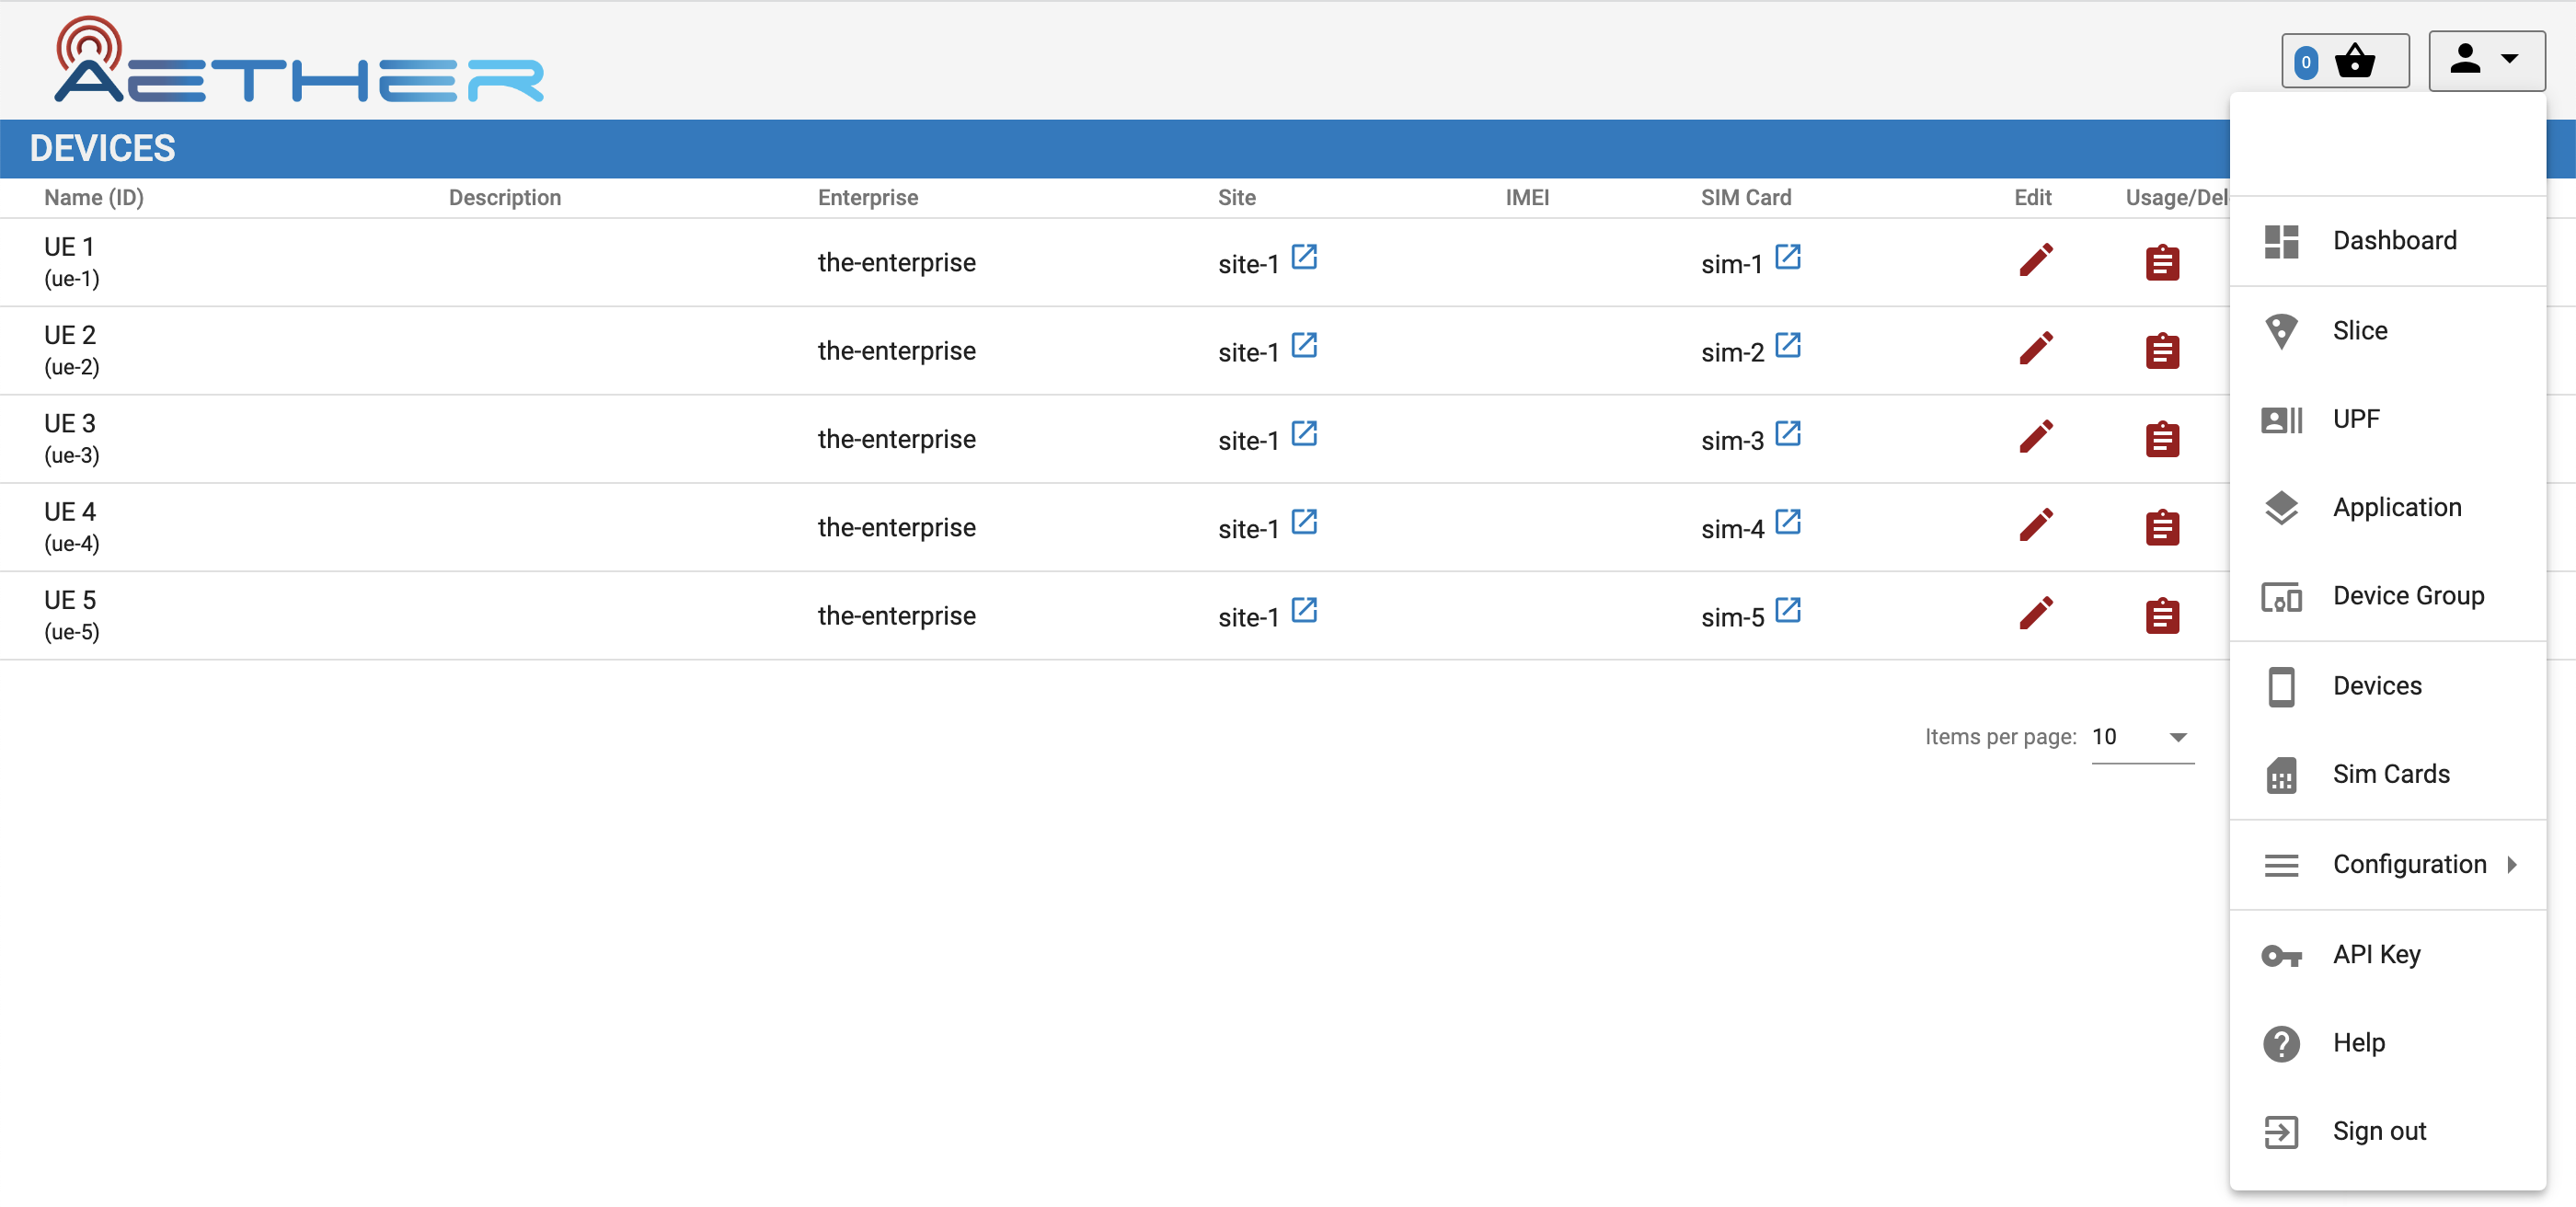 AETHER
0
DEVICES
Name (ID) Description Enterprise Site IMEI SIM Card Edit Usage/Del
UE 1
(ue-1)
the-enterprise site-1 sim-1
UE 2
(ue-2)
the-enterprise site-1 sim-2
UE 3
(ue-3)
the-enterprise site-1 sim-3
UE 4
(ue-4)
the-enterprise site-1 sim-4
UE 5
(ue-5)
the-enterprise site-1 sim-5
Items per page: 10
Dashboard
Slice
UPF
Application
Device Group
Devices
Sim Cards
Configuration
API Key
Help
Sign out